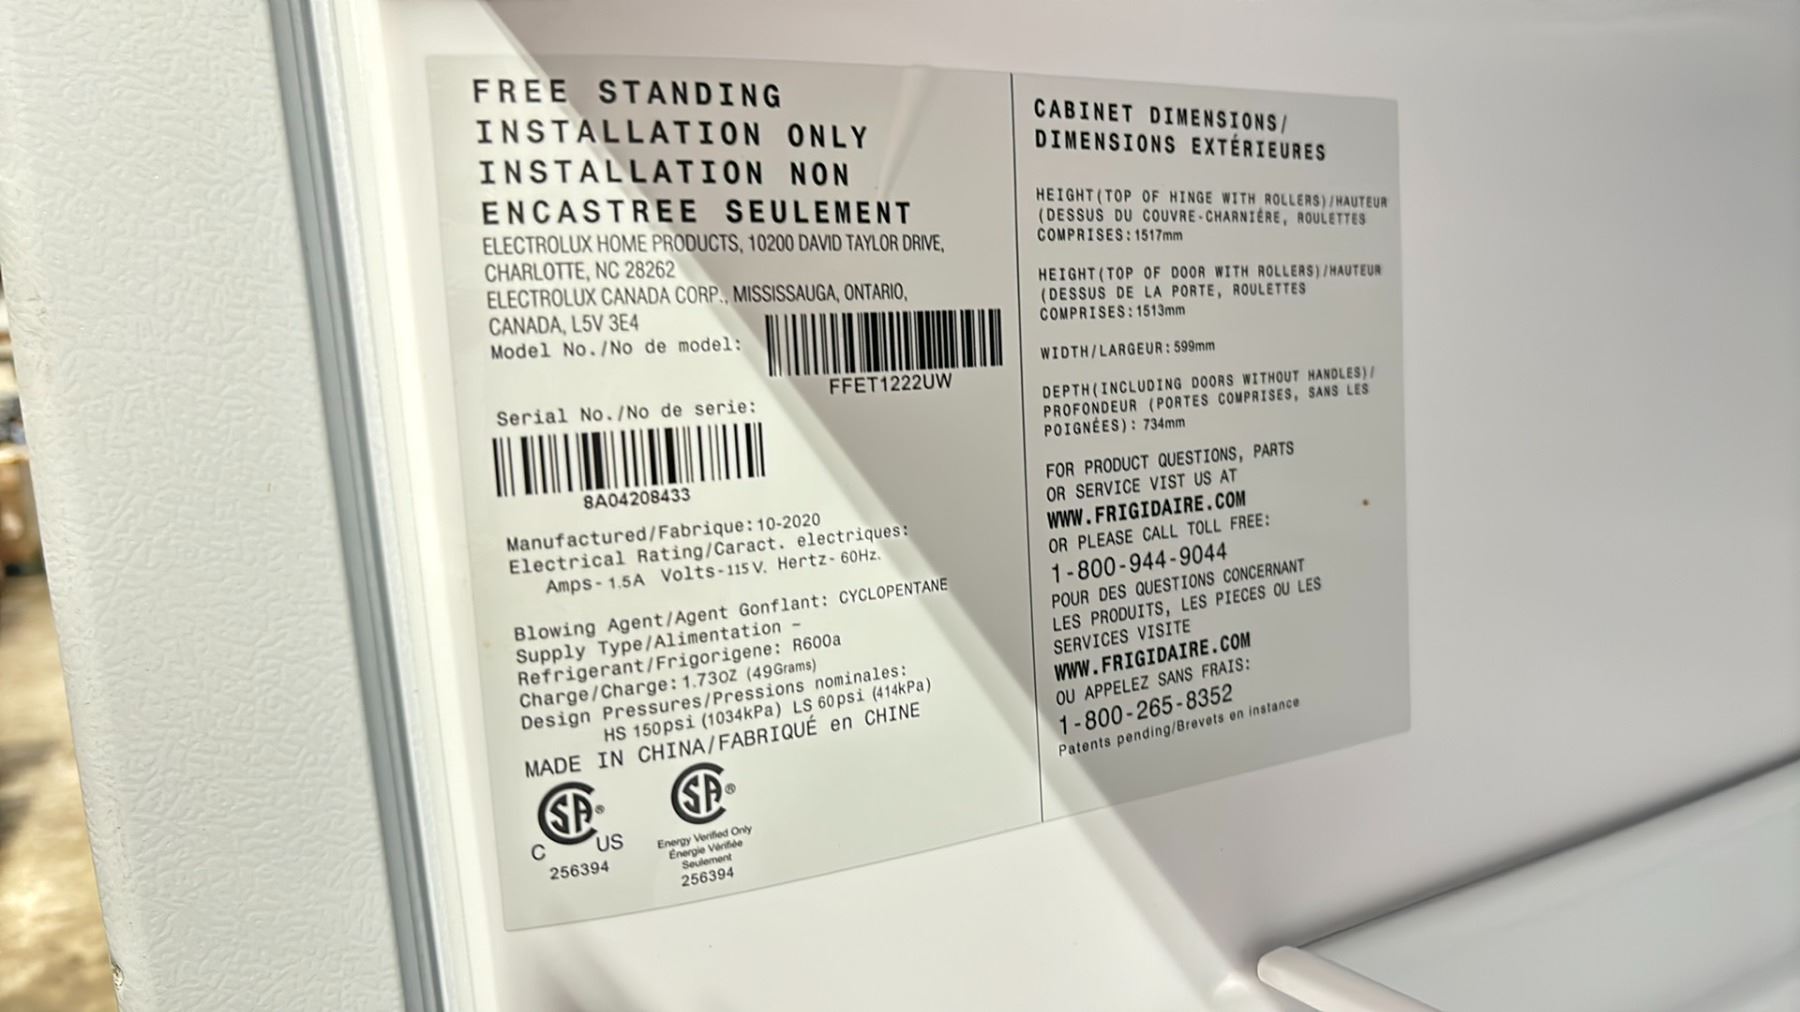 FREE STANDING
INSTALLATION ONLY
INSTALLATION NON
ENCASTREE SEULEMENT
ELECTROLUX HOME PRODUCTS, 10200 DAVID TAYLOR DRIVE,
CHARLOTTE, NC 28262
ELECTROLUX CANADA CORP., MISSISSAUGA, ONTARIO,
CANADA, L5V 3E4
Model No./No de model:
FFET1222UW
Serial No./No de serie:
8A04208433
Manufactured/Fabrique:10-2020
Electrical Rating/Caract. electriques:
Amps-1.5A Volts-115V. Hertz-60Hz.
Blowing Agent/Agent Gonflant: CYCLOPENTANE
Supply Type/Alimentation ~
Refrigerant/Frigorigene: R600a
Charge/Charge:1.73OZ (49Grams)
Design Pressures/Pressions nominales:
HS 150psi (1034kPa) LS 60psi (414kPa)
MADE IN CHINA/FABRIQUÉ en CHINE
SA®
C US
256394
SA®
Energy Verified Only
Énergie Vérifiée
Seulement
256394
CABINET DIMENSIONS/
DIMENSIONS EXTÉRIEURES
HEIGHT(TOP OF HINGE WITH ROLLERS)/HAUTEUR
(DESSUS DU COUVRE-CHARNIÉRE, ROULETTES
COMPRISES:1517mm
HEIGHT(TOP OF DOOR WITH ROLLERS)/HAUTEUR
(DESSUS DE LA PORTE, ROULETTES
COMPRISES:1513mm
WIDTH/LARGEUR:599mm
DEPTH(INCLUDING DOORS WITHOUT HANDLES)/
PROFONDEUR (PORTES COMPRISES, SANS LES
POIGNÉES): 734mm
FOR PRODUCT QUESTIONS, PARTS
OR SERVICE VIST US AT
WWW.FRIGIDAIRE.COM
OR PLEASE CALL TOLL FREE:
1-800-944-9044
POUR DES QUESTIONS CONCERNANT
LES PRODUITS, LES PIECES OU LES
SERVICES VISITE
WWW.FRIGIDAIRE.COM
OU APPELEZ SANS FRAIS:
1-800-265-8352
Patents pending/Brevets en instance